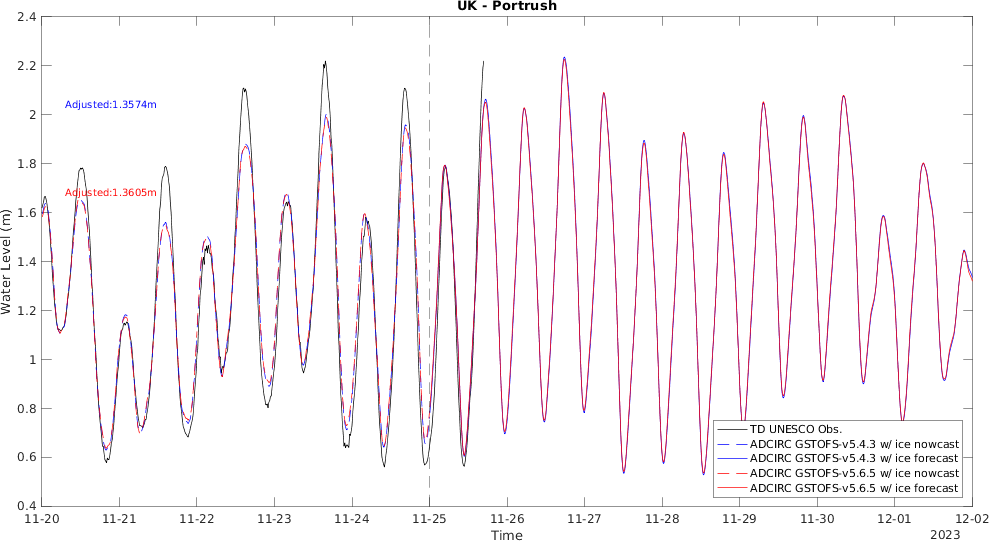 UK - Portrush
2.4
2.2
2
1.8
1.6
1.4
1.2
1
0.8
0.6
0.4
Water Level (m)
Adjusted:1.3574m
Adjusted:1.3605m
TD UNESCO Obs.
ADCIRC GSTOFS-v5.4.3 w/ ice nowcast
ADCIRC GSTOFS-v5.4.3 w/ ice forecast
ADCIRC GSTOFS-v5.6.5 w/ ice nowcast
ADCIRC GSTOFS-v5.6.5 w/ ice forecast
11-20 11-21 11-22 11-23 11-24 11-25 11-26 11-27 11-28 11-29 11-30 12-01 12-02
Time
2023